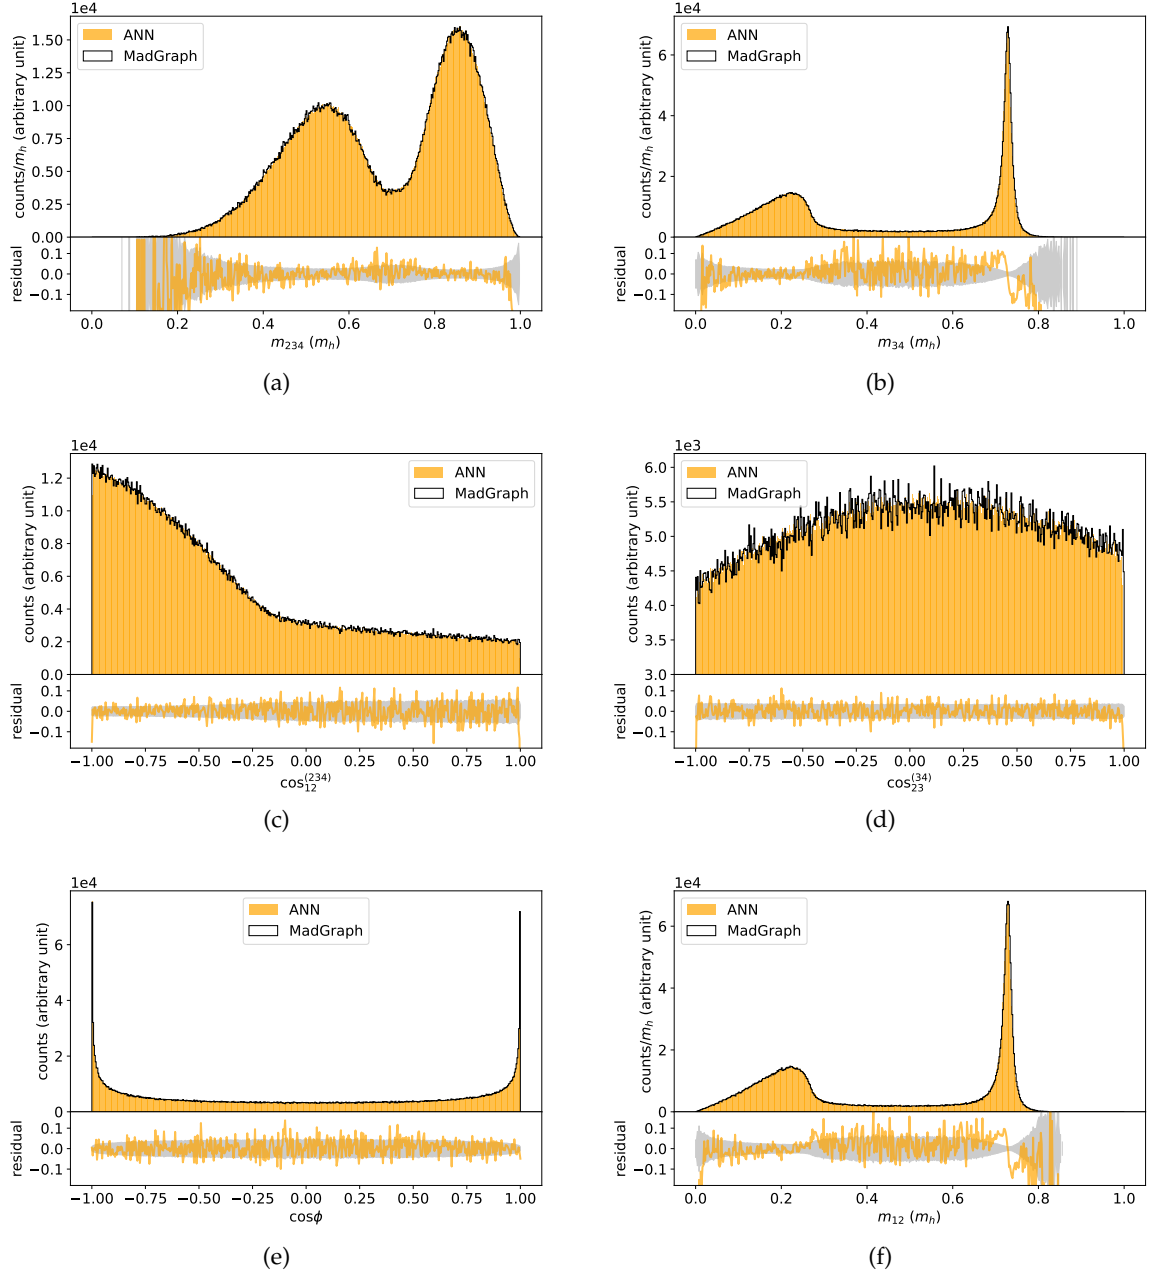 1e4
ANN
MadGraph
counts/m_h (arbitrary unit)
1.50
1.25
1.00
0.75
0.50
0.25
0.00
residual
0.1
0.0
−0.1
0.0 0.2 0.4 0.6 0.8 1.0
m_234 (m_h)
(a)
1e4
ANN
MadGraph
counts/m_h (arbitrary unit)
6
4
2
0
residual
0.1
0.0
−0.1
0.0 0.2 0.4 0.6 0.8 1.0
m_34 (m_h)
(b)
1e4
ANN
MadGraph
counts (arbitrary unit)
1.2
1.0
0.8
0.6
0.4
0.2
0.0
residual
0.1
0.0
−0.1
−1.00 −0.75 −0.50 −0.25 0.00 0.25 0.50 0.75 1.00
cos_12^(234)
(c)
1e3
ANN
MadGraph
counts (arbitrary unit)
6.0
5.5
5.0
4.5
4.0
3.5
3.0
residual
0.1
0.0
−0.1
−1.00 −0.75 −0.50 −0.25 0.00 0.25 0.50 0.75 1.00
cos_23^(34)
(d)
1e4
ANN
MadGraph
counts (arbitrary unit)
6
4
2
0
residual
0.1
0.0
−0.1
−1.00 −0.75 −0.50 −0.25 0.00 0.25 0.50 0.75 1.00
cosϕ
(e)
1e4
ANN
MadGraph
counts/m_h (arbitrary unit)
6
4
2
0
residual
0.1
0.0
−0.1
0.0 0.2 0.4 0.6 0.8 1.0
m_12 (m_h)
(f)